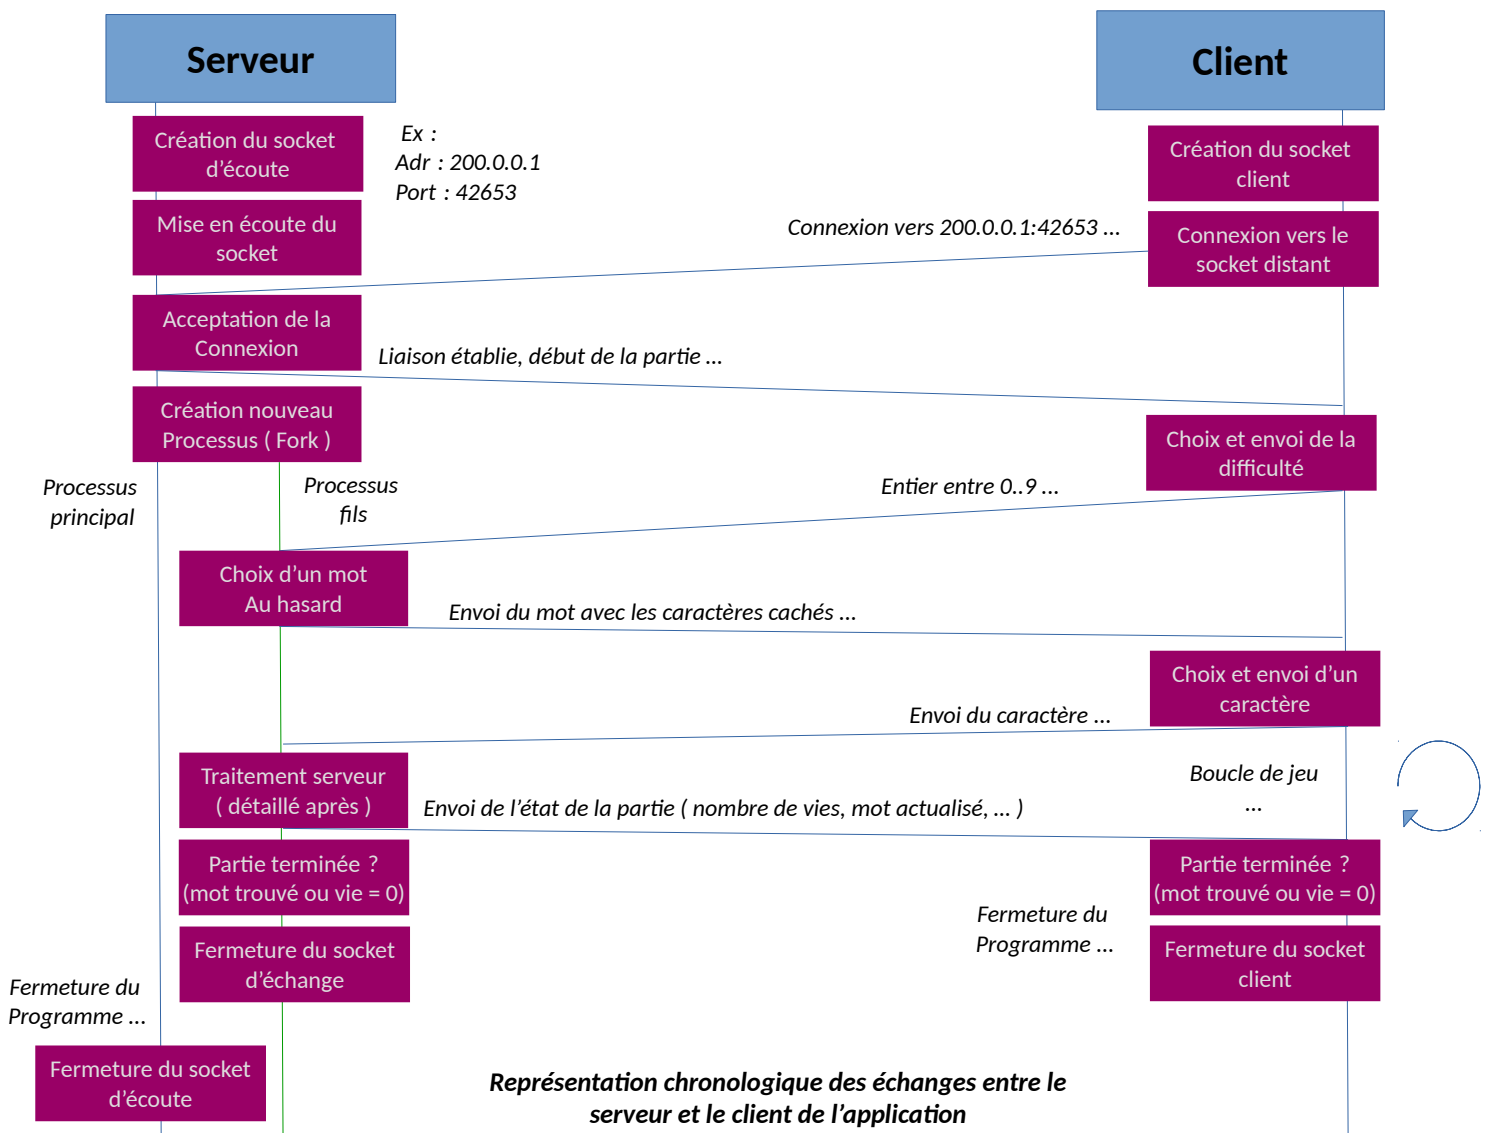 Serveur
Client
Création du socket
d’écoute
Ex :
Adr : 200.0.0.1
Port : 42653
Création du socket
client
Mise en écoute du
socket
Connexion vers 200.0.0.1:42653 ...
Connexion vers le
socket distant
Acceptation de la
Connexion
Liaison établie, début de la partie ...
Création nouveau
Processus ( Fork )
Choix et envoi de la
difficulté
Processus
principal
Processus
fils
Entier entre 0..9 ...
Choix d’un mot
Au hasard
Envoi du mot avec les caractères cachés ...
Choix et envoi d’un
caractère
Envoi du caractère ...
Traitement serveur
( détaillé après )
Boucle de jeu
...
Envoi de l’état de la partie ( nombre de vies, mot actualisé, ... )
Partie terminée ?
(mot trouvé ou vie = 0)
Partie terminée ?
(mot trouvé ou vie = 0)
Fermeture du
Programme ...
Fermeture du socket
d’échange
Fermeture du socket
client
Fermeture du
Programme ...
Fermeture du socket
d’écoute
Représentation chronologique des échanges entre le
serveur et le client de l’application